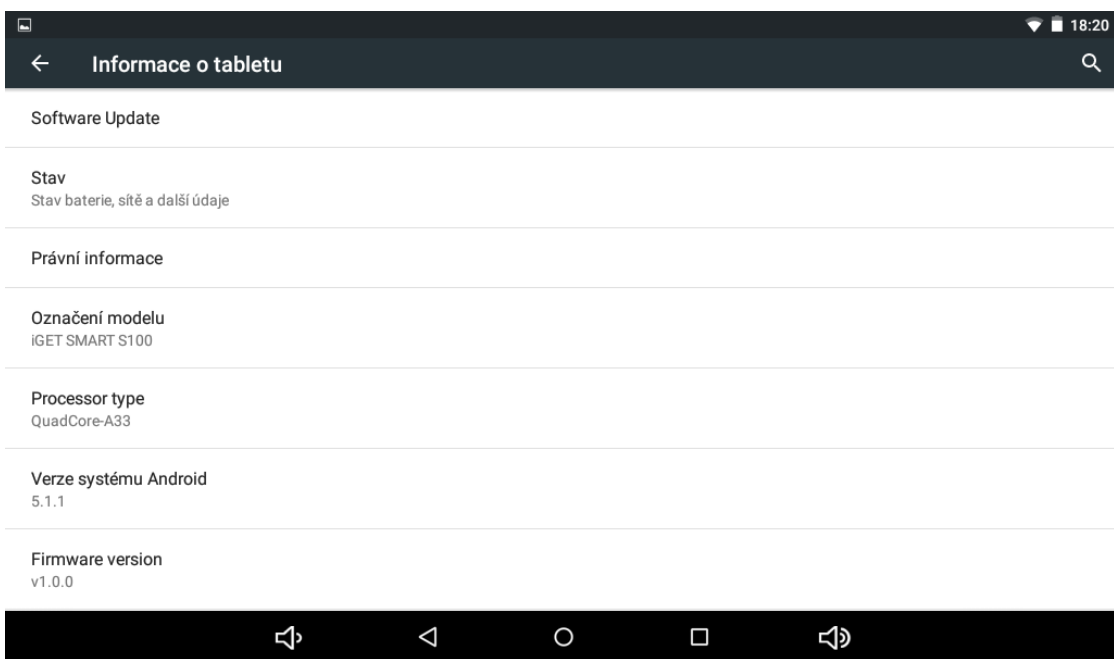 18:20
Informace o tabletu
Software Update
Stav
Stav baterie, sítě a další údaje
Právní informace
Označení modelu
iGET SMART S100
Processor type
QuadCore-A33
Verze systému Android
5.1.1
Firmware version
v1.0.0